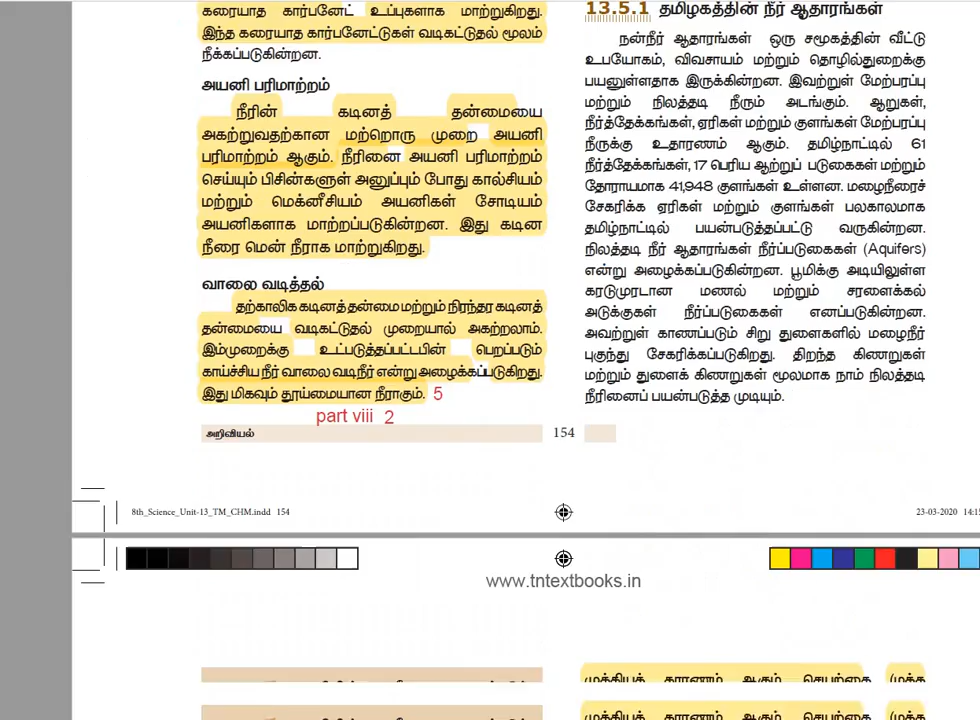 கரையாத கார்பனேட் உப்புகளாக மாற்றுகிறது.
இந்த கரையாத கார்பனேட்டுகள் வடிகட்டுதல் மூலம்
நீக்கப்படுகின்றன.
அயனி பரிமாற்றம்
நீரின் கடினத் தன்மையை
அகற்றுவதற்கான மற்றொரு முறை அயனி
பரிமாற்றம் ஆகும். நீரினை அயனி பரிமாற்றம்
செய்யும் பிசின்களுள் அனுப்பும் போது கால்சியம்
மற்றும் மெக்னீசியம் அயனிகள் சோடியம்
அயனிகளாக மாற்றப்படுகின்றன. இது கடின
நீரை மென் நீராக மாற்றுகிறது.
வாலை வடித்தல்
தற்காலிக கடினத்தன்மை மற்றும் நிரந்தர கடினத்
தன்மையை வடிகட்டுதல் முறையால் அகற்றலாம்.
இம்முறைக்கு உட்படுத்தப்பட்டபின் பெறப்படும்
காய்ச்சிய நீர் வாலை வடிநீர் என்று அழைக்கப்படுகிறது.
இது மிகவும் தூய்மையான நீராகும். 5
part viii 2
அறிவியல்
154
13.5.1 தமிழகத்தின் நீர் ஆதாரங்கள்
நன்னீர் ஆதாரங்கள் ஒரு சமூகத்தின் வீட்டு
உபயோகம், விவசாயம் மற்றும் தொழில்துறைக்கு
பயனுள்ளதாக இருக்கின்றன. இவற்றுள் மேற்பரப்பு
மற்றும் நிலத்தடி நீரும் அடங்கும். ஆறுகள்,
நீர்த்தேக்கங்கள், ஏரிகள் மற்றும் குளங்கள் மேற்பரப்பு
நீருக்கு உதாரணம் ஆகும். தமிழ்நாட்டில் 61
நீர்த்தேக்கங்கள், 17 பெரிய ஆற்றுப் படுகைகள் மற்றும்
தோராயமாக 41,948 குளங்கள் உள்ளன. மழைநீரைச்
சேகரிக்க ஏரிகள் மற்றும் குளங்கள் பலகாலமாக
தமிழ்நாட்டில் பயன்படுத்தப்பட்டு வருகின்றன.
நிலத்தடி நீர் ஆதாரங்கள் நீர்ப்படுகைகள் (Aquifers)
என்று அழைக்கப்படுகின்றன. பூமிக்கு அடியிலுள்ள
கரடுமுரடான மணல் மற்றும் சரளைக்கல்
அடுக்குகள் நீர்ப்படுகைகள் எனப்படுகின்றன.
அவற்றுள் காணப்படும் சிறு துளைகளில் மழைநீர்
புகுந்து சேகரிக்கப்படுகிறது. திறந்த கிணறுகள்
மற்றும் துளைக் கிணறுகள் மூலமாக நாம் நிலத்தடி
நீரினைப் பயன்படுத்த முடியும்.
8th_Science_Unit-13_TM_CHM.indd 154
23-03-2020 14:15
www.tntextbooks.in
முக்கியக் காரணம் ஆகும்
முக்கியக் காரணம் ஆகும்